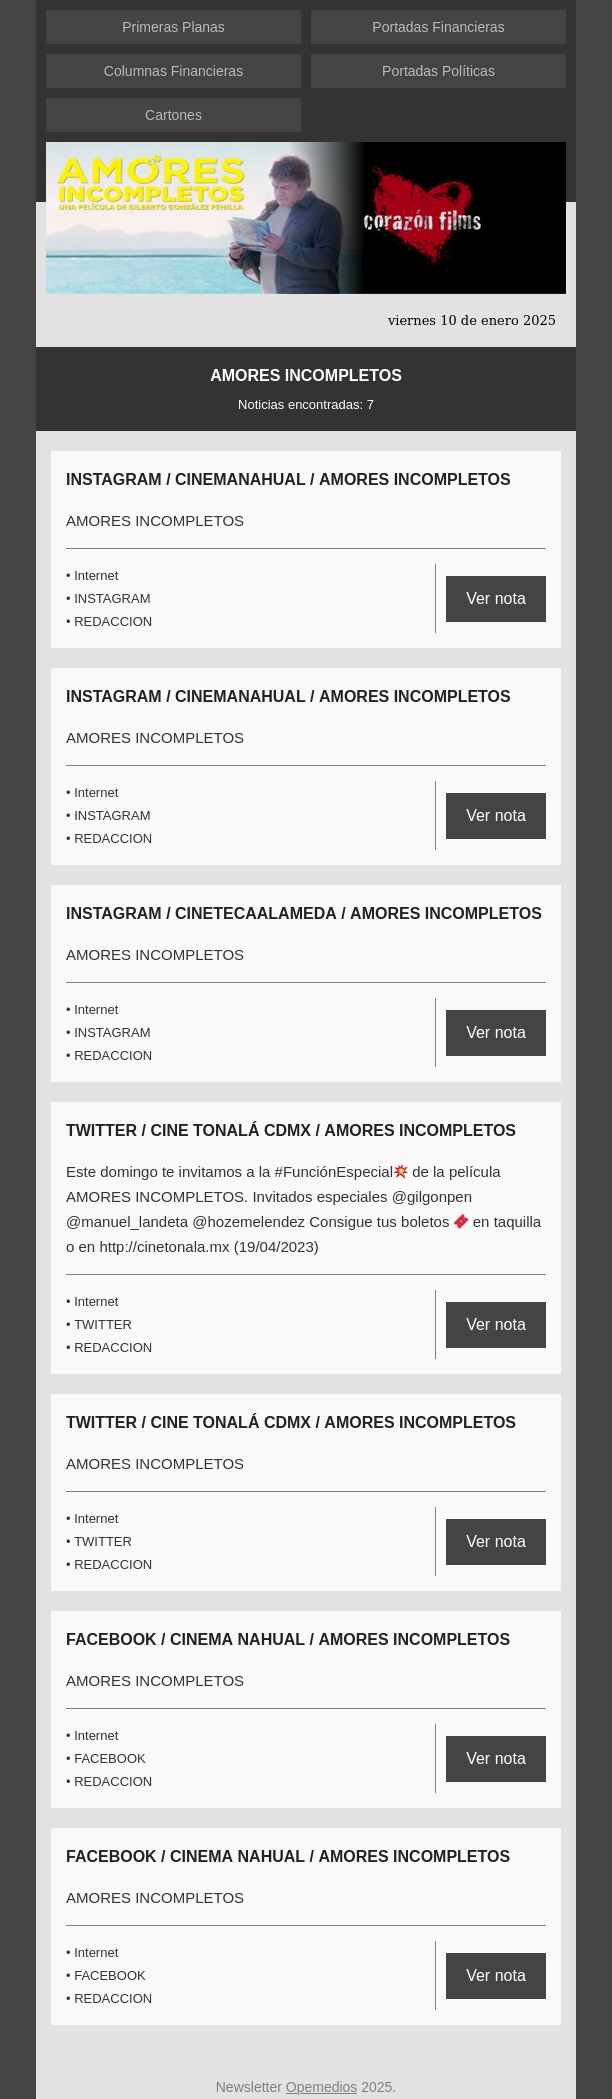 Primeras Planas
Portadas Financieras
Columnas Financieras
Portadas Políticas
Cartones
AMORES
INCOMPLETOS
UNA PELÍCULA DE GILBERTO GONZÁLEZ PENILLA
corazón films
viernes 10 de enero 2025
AMORES INCOMPLETOS
Noticias encontradas: 7
INSTAGRAM / CINEMANAHUAL / AMORES INCOMPLETOS
AMORES INCOMPLETOS
• Internet
• INSTAGRAM
• REDACCION
Ver nota
INSTAGRAM / CINEMANAHUAL / AMORES INCOMPLETOS
AMORES INCOMPLETOS
• Internet
• INSTAGRAM
• REDACCION
Ver nota
INSTAGRAM / CINETECAALAMEDA / AMORES INCOMPLETOS
AMORES INCOMPLETOS
• Internet
• INSTAGRAM
• REDACCION
Ver nota
TWITTER / CINE TONALÁ CDMX / AMORES INCOMPLETOS
Este domingo te invitamos a la #FunciónEspecial💥 de la película
AMORES INCOMPLETOS. Invitados especiales @gilgonpen
@manuel_landeta @hozemelendez Consigue tus boletos 🎟 en taquilla
o en http://cinetonala.mx (19/04/2023)
• Internet
• TWITTER
• REDACCION
Ver nota
TWITTER / CINE TONALÁ CDMX / AMORES INCOMPLETOS
AMORES INCOMPLETOS
• Internet
• TWITTER
• REDACCION
Ver nota
FACEBOOK / CINEMA NAHUAL / AMORES INCOMPLETOS
AMORES INCOMPLETOS
• Internet
• FACEBOOK
• REDACCION
Ver nota
FACEBOOK / CINEMA NAHUAL / AMORES INCOMPLETOS
AMORES INCOMPLETOS
• Internet
• FACEBOOK
• REDACCION
Ver nota
Newsletter Opemedios 2025.